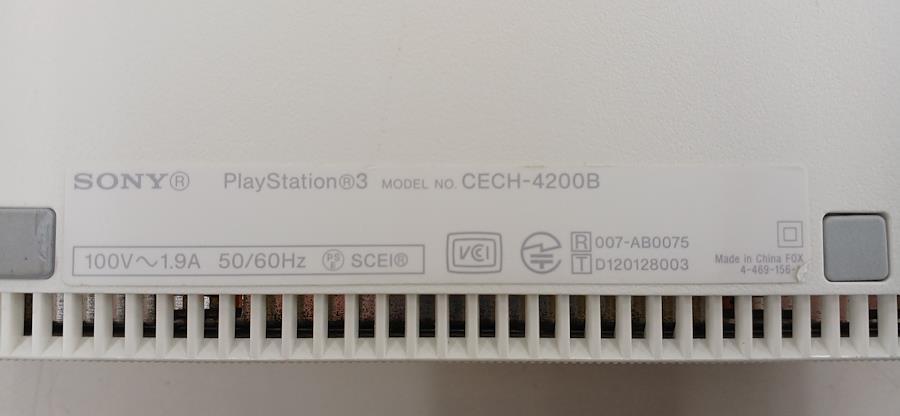 SONY® PlayStation®3 MODEL NO. CECH-4200B
100V～1.9A 50/60Hz PS E SCEI®
VCI
R 007-AB0075
T D120128003
Made in China FOX
4-469-156-